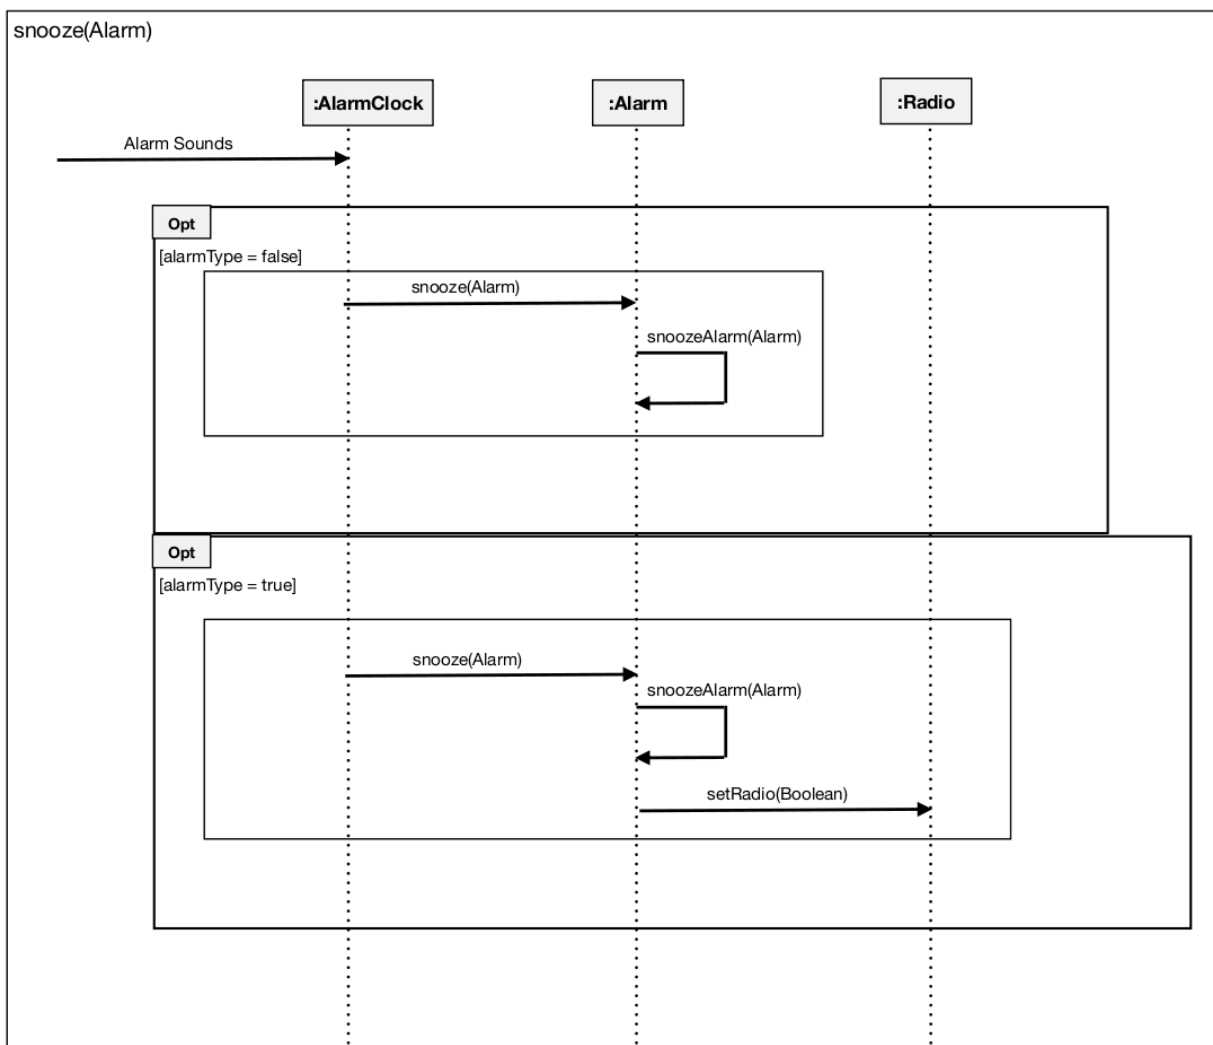 snooze(Alarm)
:AlarmClock
:Alarm
:Radio
Alarm Sounds
Opt
[alarmType = false]
snooze(Alarm)
snoozeAlarm(Alarm)
Opt
[alarmType = true]
snooze(Alarm)
snoozeAlarm(Alarm)
setRadio(Boolean)